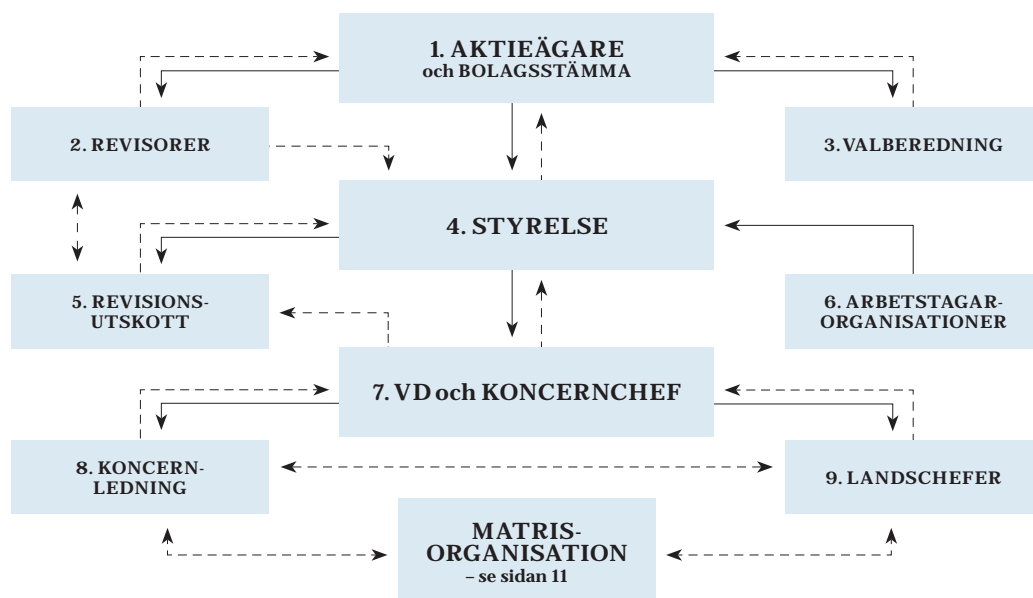 1. AKTIEÄGARE
och BOLAGSSTÄMMA
2. REVISORER
3. VALBEREDNING
4. STYRELSE
5. REVISIONS-
UTSKOTT
6. ARBETSTAGAR-
ORGANISATIONER
7. VD och KONCERNCHEF
8. KONCERN-
LEDNING
9. LANDSCHEFER
MATRIS-
ORGANISATION
– se sidan 11